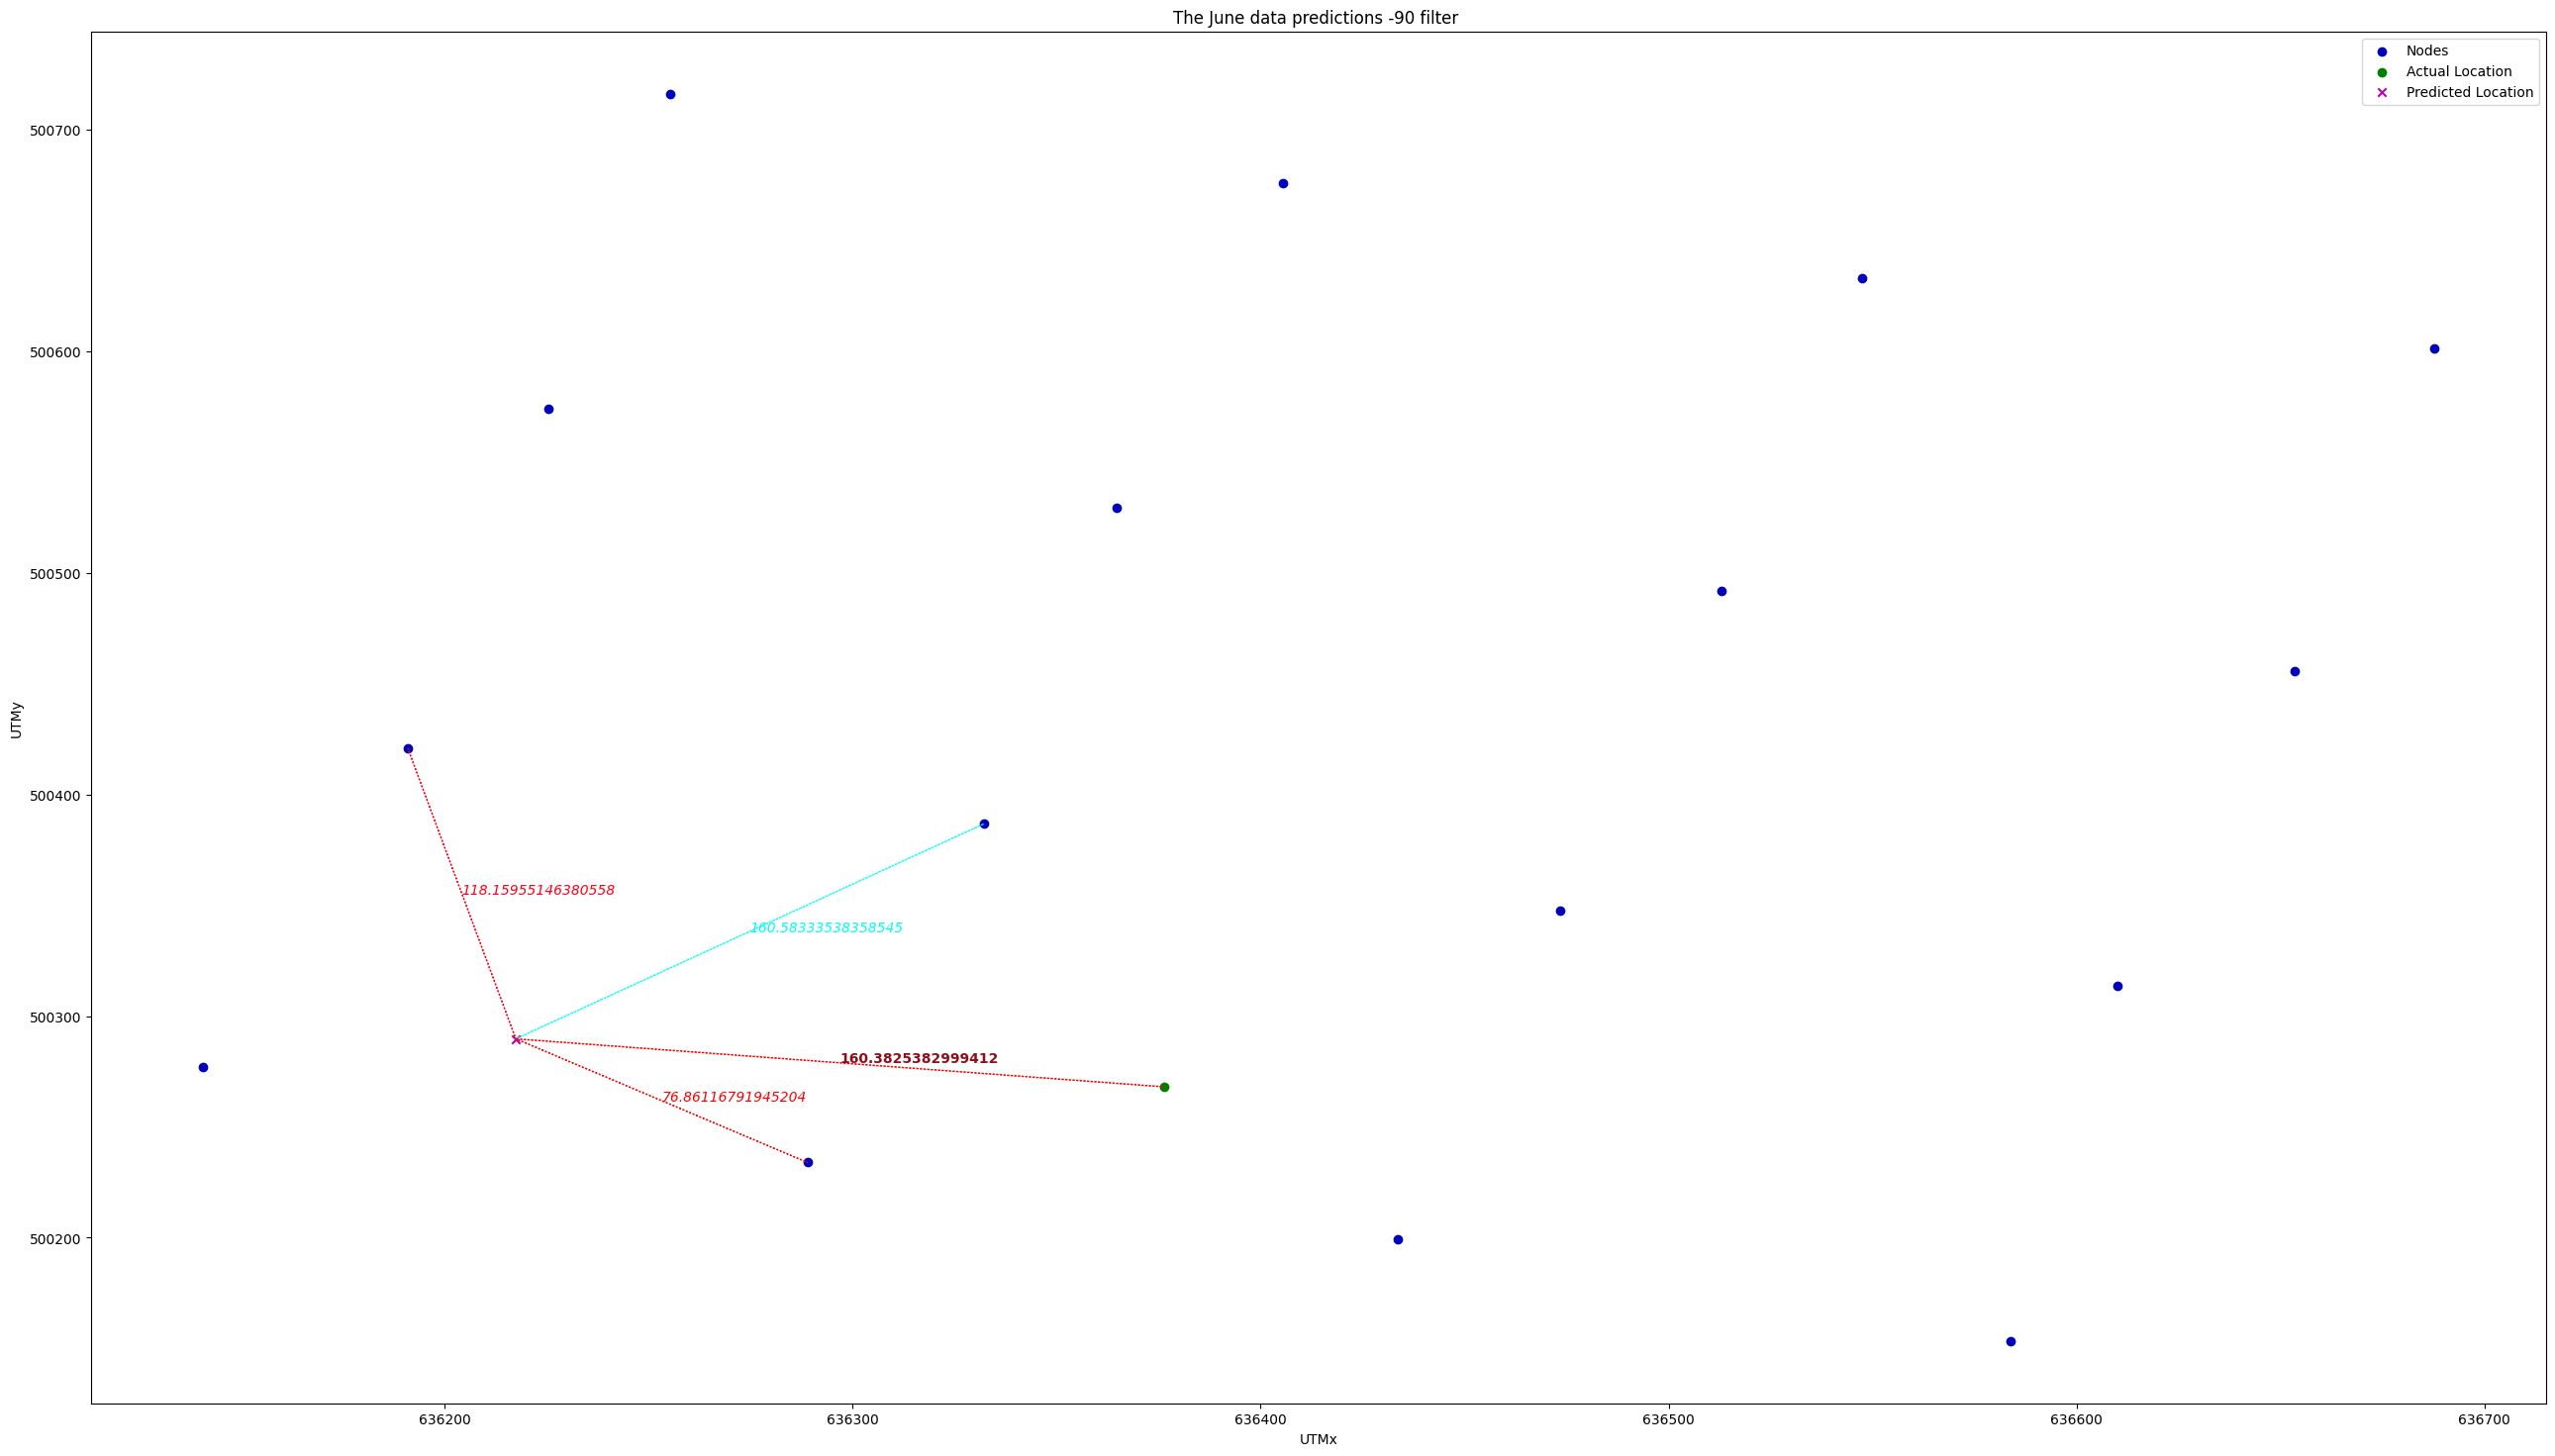 The June data predictions -90 filter
Nodes
Actual Location
Predicted Location
500700
500600
500500
UTMy
500400
118.15955146380558
160.58333538358545
500300
160.3825382999412
76.86116791945204
500200
636200 636300 636400 636500 636600 636700
UTMx